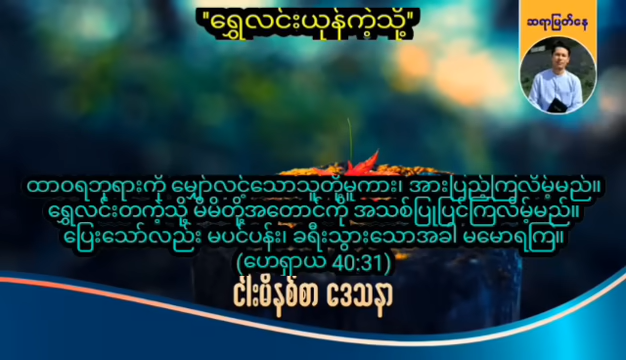 "ရွှေလင်းယုန်ကဲ့သို့"
ဆရာမြတ်နေ
ထာဝရဘုရားကို မျှော်လင့်သောသူတို့မူကား၊ အားပြည့်ကြလိမ့်မည်။
ရွှေလင်းတကဲ့သို့ မိမိတို့အတောင်ကို အသစ်ပြုပြင်ကြလိမ့်မည်။
ပြေးသော်လည်း မပင်ပန်း၊ ခရီးသွားသောအခါ မမောရကြ။
(ဟေရှာယ 40:31)
ငါးမိနစ်စာ ဒေသနာ